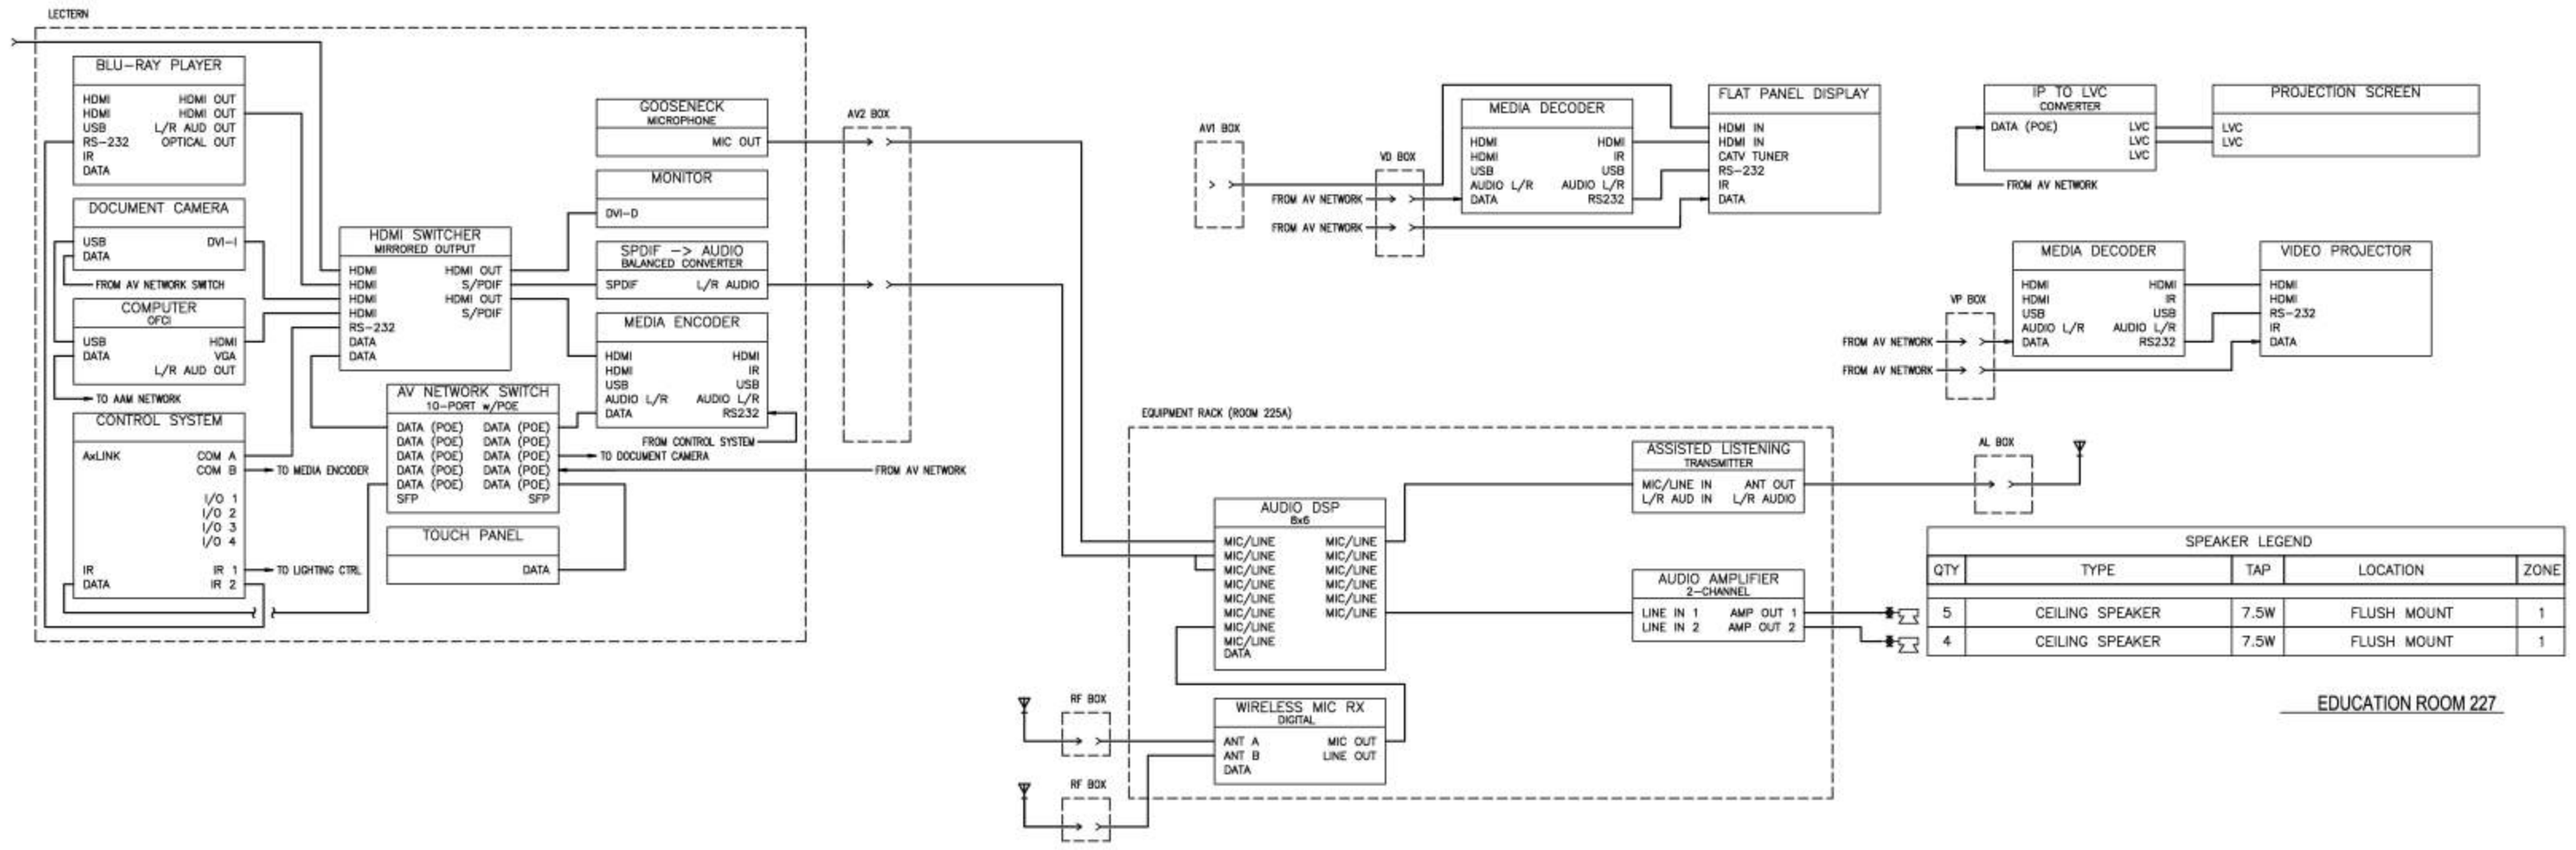 LECTERN
BLU-RAY PLAYER
HDMI HDMI OUT
HDMI HDMI OUT
USB L/R AUD OUT
RS-232 OPTICAL OUT
IR
DATA
DOCUMENT CAMERA
USB DVI-I
DATA
FROM AV NETWORK SWITCH
COMPUTER
OFCI
USB HDMI
DATA VGA
L/R AUD OUT
TO AAM NETWORK
CONTROL SYSTEM
AxLINK COM A
COM B TO MEDIA ENCODER
I/O 1
I/O 2
I/O 3
I/O 4
IR IR 1 TO LIGHTING CTRL
DATA IR 2
HDMI SWITCHER
MIRRORED OUTPUT
HDMI HDMI OUT
HDMI S/PDIF
HDMI HDMI OUT
HDMI S/PDIF
RS-232
DATA
DATA
AV NETWORK SWITCH
10-PORT w/POE
DATA (POE) DATA (POE)
DATA (POE) DATA (POE)
DATA (POE) DATA (POE) TO DOCUMENT CAMERA
DATA (POE) DATA (POE) FROM AV NETWORK
DATA (POE) DATA (POE)
SFP SFP
TOUCH PANEL
DATA
GOOSENECK
MICROPHONE
MIC OUT
MONITOR
DVI-D
SPDIF -> AUDIO
BALANCED CONVERTER
SPDIF L/R AUDIO
MEDIA ENCODER
HDMI HDMI
HDMI IR
USB USB
AUDIO L/R AUDIO L/R
DATA RS232
FROM CONTROL SYSTEM
AV2 BOX
AV1 BOX
VD BOX
FROM AV NETWORK
FROM AV NETWORK
MEDIA DECODER
HDMI HDMI
HDMI IR
USB USB
AUDIO L/R AUDIO L/R
DATA RS232
FLAT PANEL DISPLAY
HDMI IN
HDMI IN
CATV TUNER
RS-232
IR
DATA
IP TO LVC
CONVERTER
DATA (POE) LVC
LVC
LVC
FROM AV NETWORK
PROJECTION SCREEN
LVC
LVC
VP BOX
FROM AV NETWORK
FROM AV NETWORK
MEDIA DECODER
HDMI HDMI
HDMI IR
USB USB
AUDIO L/R AUDIO L/R
DATA RS232
VIDEO PROJECTOR
HDMI
HDMI
RS-232
IR
DATA
EQUIPMENT RACK (ROOM 225A)
AUDIO DSP
8x6
MIC/LINE MIC/LINE
MIC/LINE MIC/LINE
MIC/LINE MIC/LINE
MIC/LINE MIC/LINE
MIC/LINE MIC/LINE
MIC/LINE MIC/LINE
MIC/LINE
MIC/LINE
DATA
ASSISTED LISTENING
TRANSMITTER
MIC/LINE IN ANT OUT
L/R AUD IN L/R AUDIO
AL BOX
AUDIO AMPLIFIER
2-CHANNEL
LINE IN 1 AMP OUT 1
LINE IN 2 AMP OUT 2
RF BOX
RF BOX
WIRELESS MIC RX
DIGITAL
ANT A MIC OUT
ANT B LINE OUT
DATA
SPEAKER LEGEND
QTY TYPE TAP LOCATION ZONE
5 CEILING SPEAKER 7.5W FLUSH MOUNT 1
4 CEILING SPEAKER 7.5W FLUSH MOUNT 1
EDUCATION ROOM 227